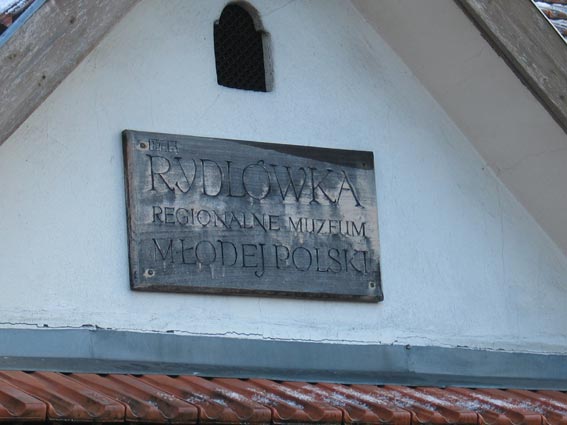 RYDLÓWKA
REGIONALNE MUZEUM
MŁODEJ POLSKI